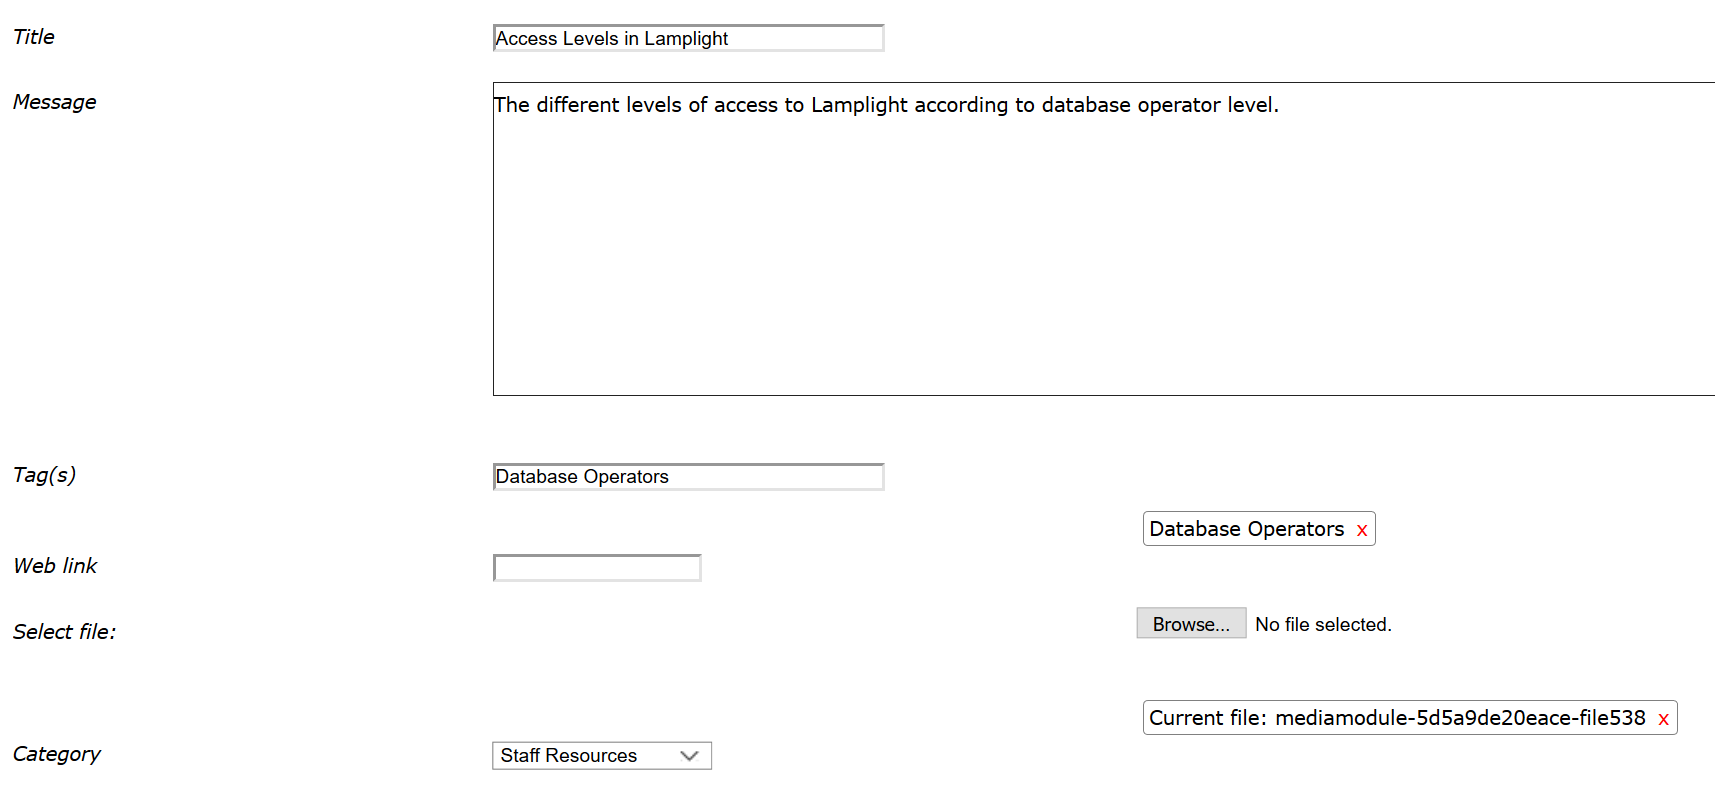 Title
Access Levels in Lamplight
Message
The different levels of access to Lamplight according to database operator level.
Tag(s)
Database Operators
Database Operators x
Web link
Select file:
Browse... No file selected.
Current file: mediamodule-5d5a9de20eace-file538 x
Category
Staff Resources